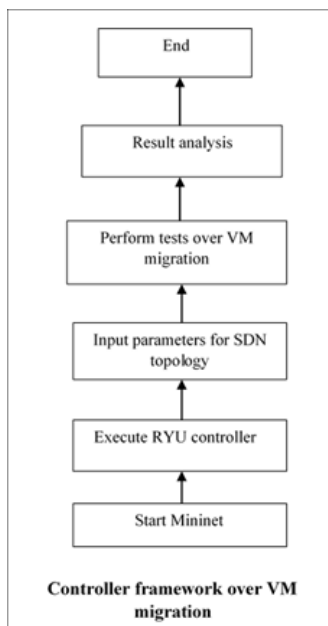 End
Result analysis
Perform tests over VM
migration
Input parameters for SDN
topology
Execute RYU controller
Start Mininet
Controller framework over VM
migration